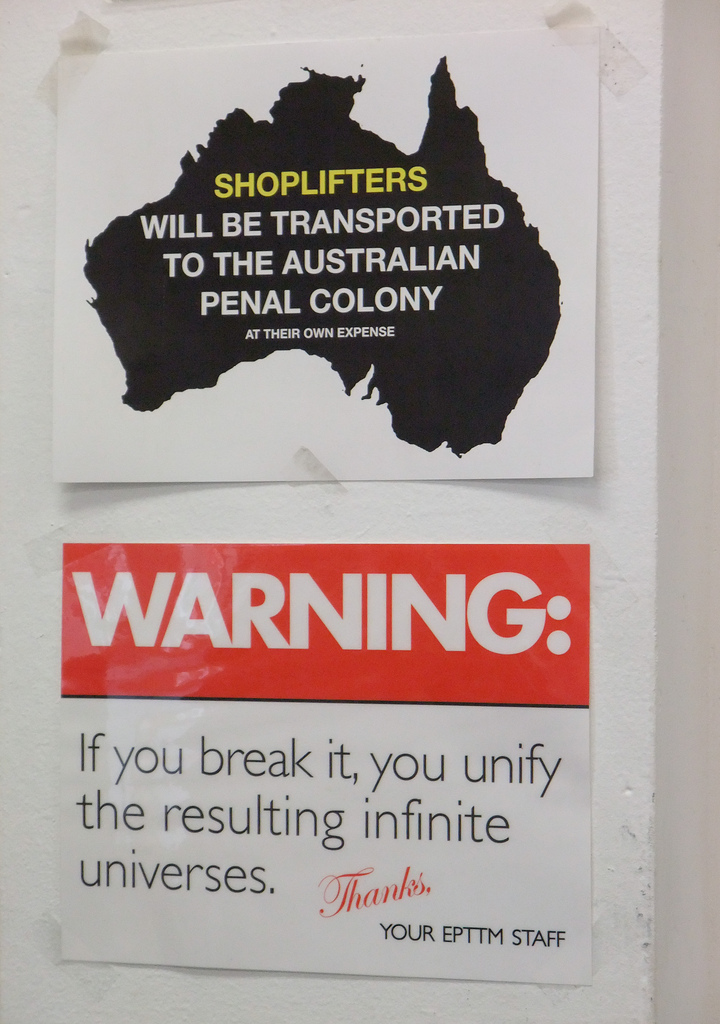 SHOPLIFTERS
WILL BE TRANSPORTED
TO THE AUSTRALIAN
PENAL COLONY
AT THEIR OWN EXPENSE
WARNING:
If you break it, you unify
the resulting infinite
universes.
Thanks,
YOUR EPTTM STAFF